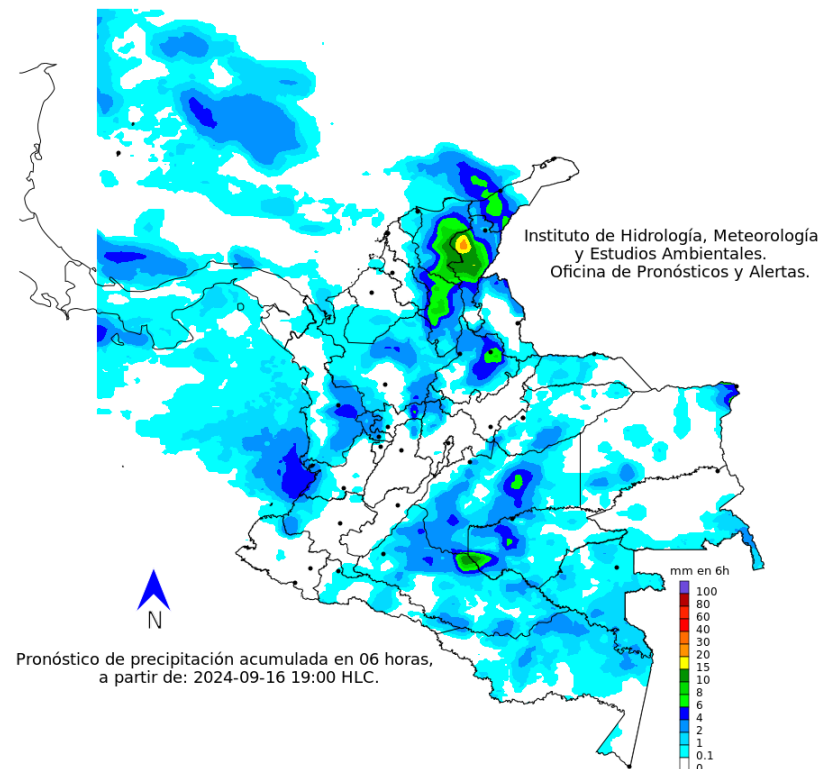 Instituto de Hidrología, Meteorología
y Estudios Ambientales.
Oficina de Pronósticos y Alertas.
mm en 6h
100
80
60
40
30
20
15
10
8
6
4
2
1
0.1
0
N
Pronóstico de precipitación acumulada en 06 horas,
a partir de: 2024-09-16 19:00 HLC.